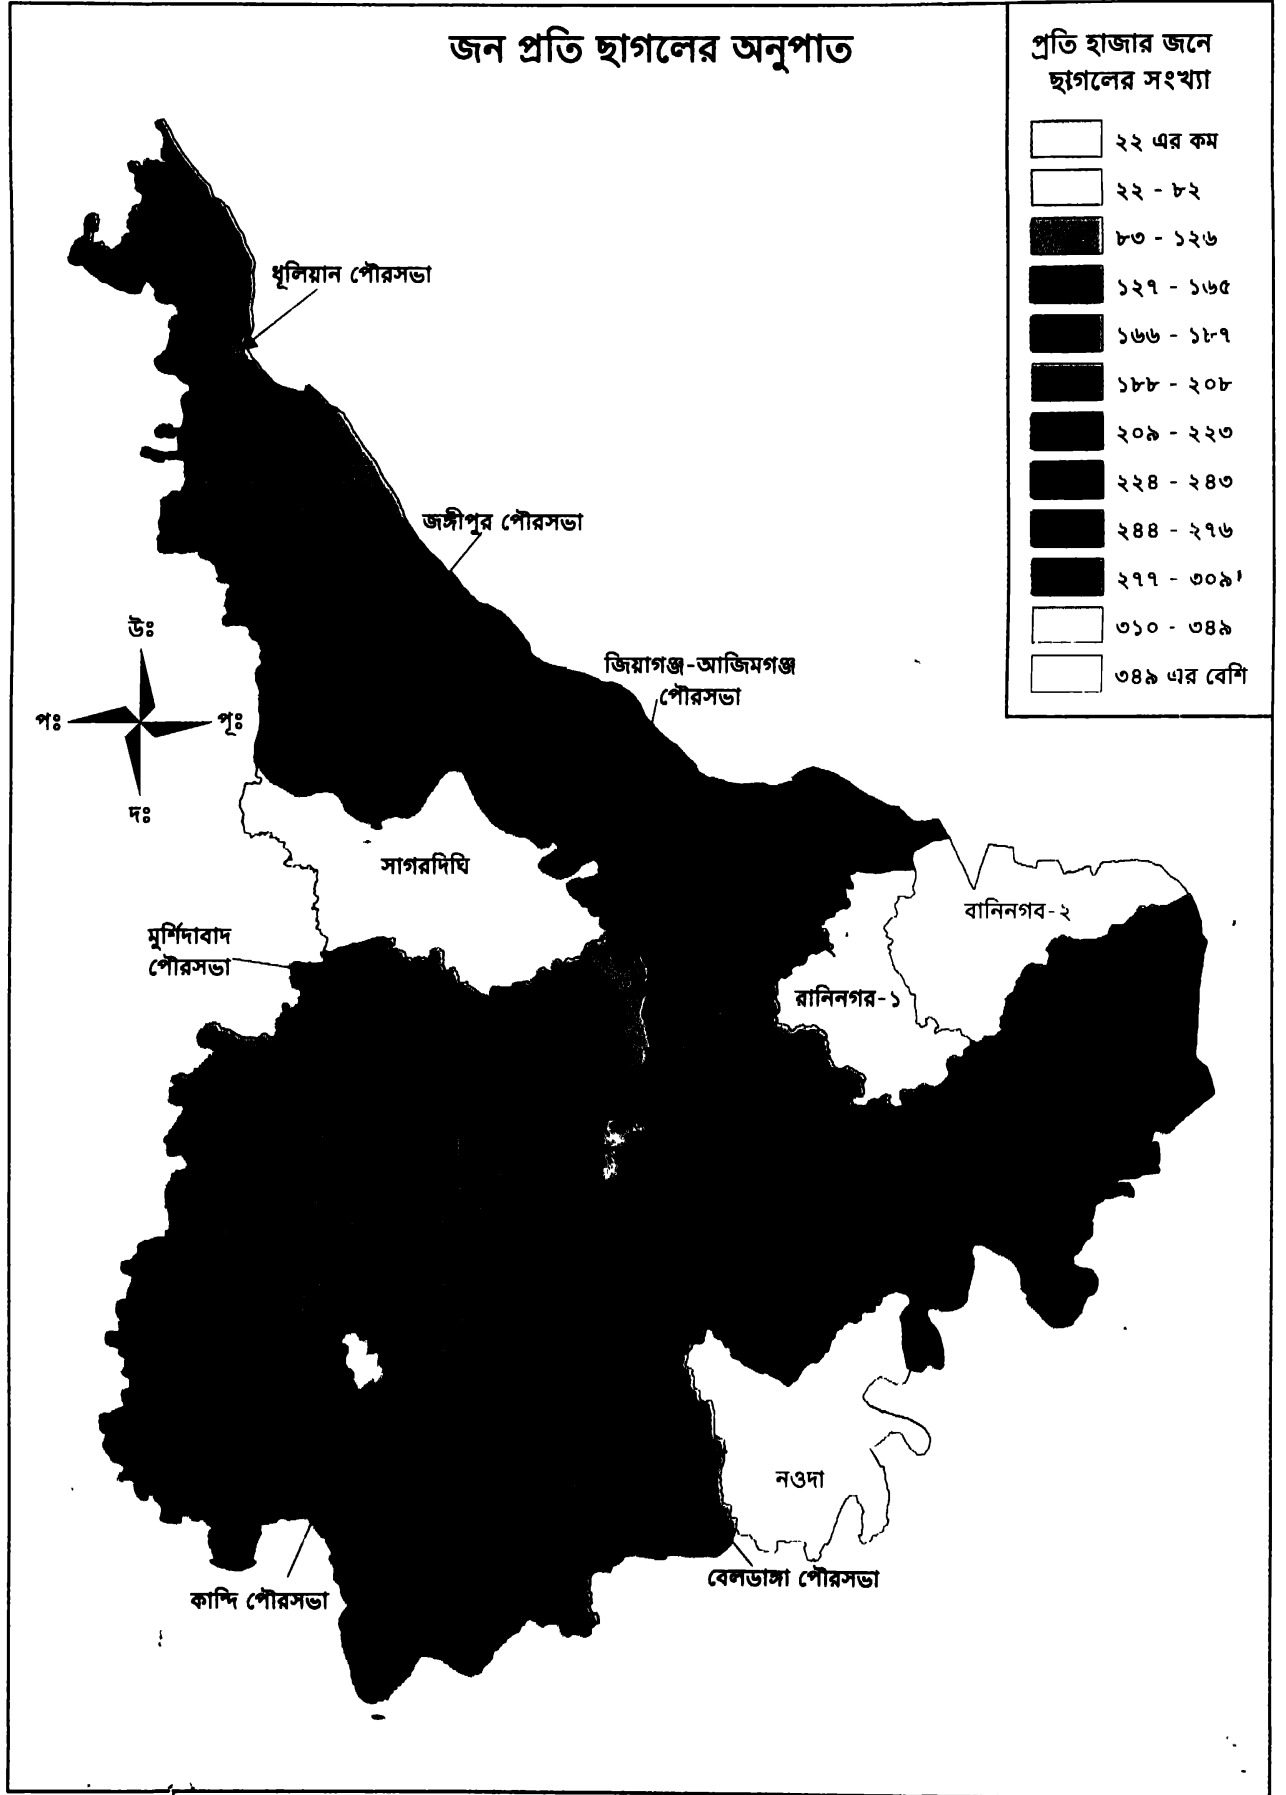 জন প্রতি ছাগলের অনুপাত
প্রতি হাজার জনে
ছাগলের সংখ্যা
২২ এর কম
২২ - ৮২
৮৩ - ১২৬
১২৭ - ১৬৫
১৬৬ - ১৮৭
১৮৮ - ২০৮
২০৯ - ২২৩
২২৪ - ২৪৩
২৪৪ - ২৭৬
২৭৭ - ৩০৯
৩১০ - ৩৪৯
৩৪৯ এর বেশি
ধূলিয়ান পৌরসভা
জঙ্গীপুর পৌরসভা
জিয়াগঞ্জ-আজিমগঞ্জ
পৌরসভা
উঃ
পঃ
পূঃ
দঃ
সাগরদিঘি
রানিনগর-২
মুর্শিদাবাদ
পৌরসভা
রানিনগর-১
নওদা
বেলডাঙ্গা পৌরসভা
কান্দি পৌরসভা